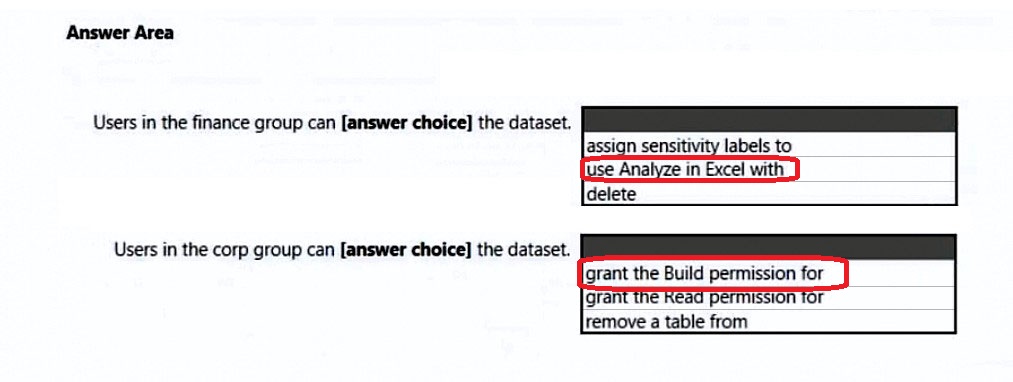 Answer Area
Users in the finance group can [answer choice] the dataset.
assign sensitivity labels to
use Analyze in Excel with
delete
Users in the corp group can [answer choice] the dataset.
grant the Build permission for
grant the Read permission for
remove a table from